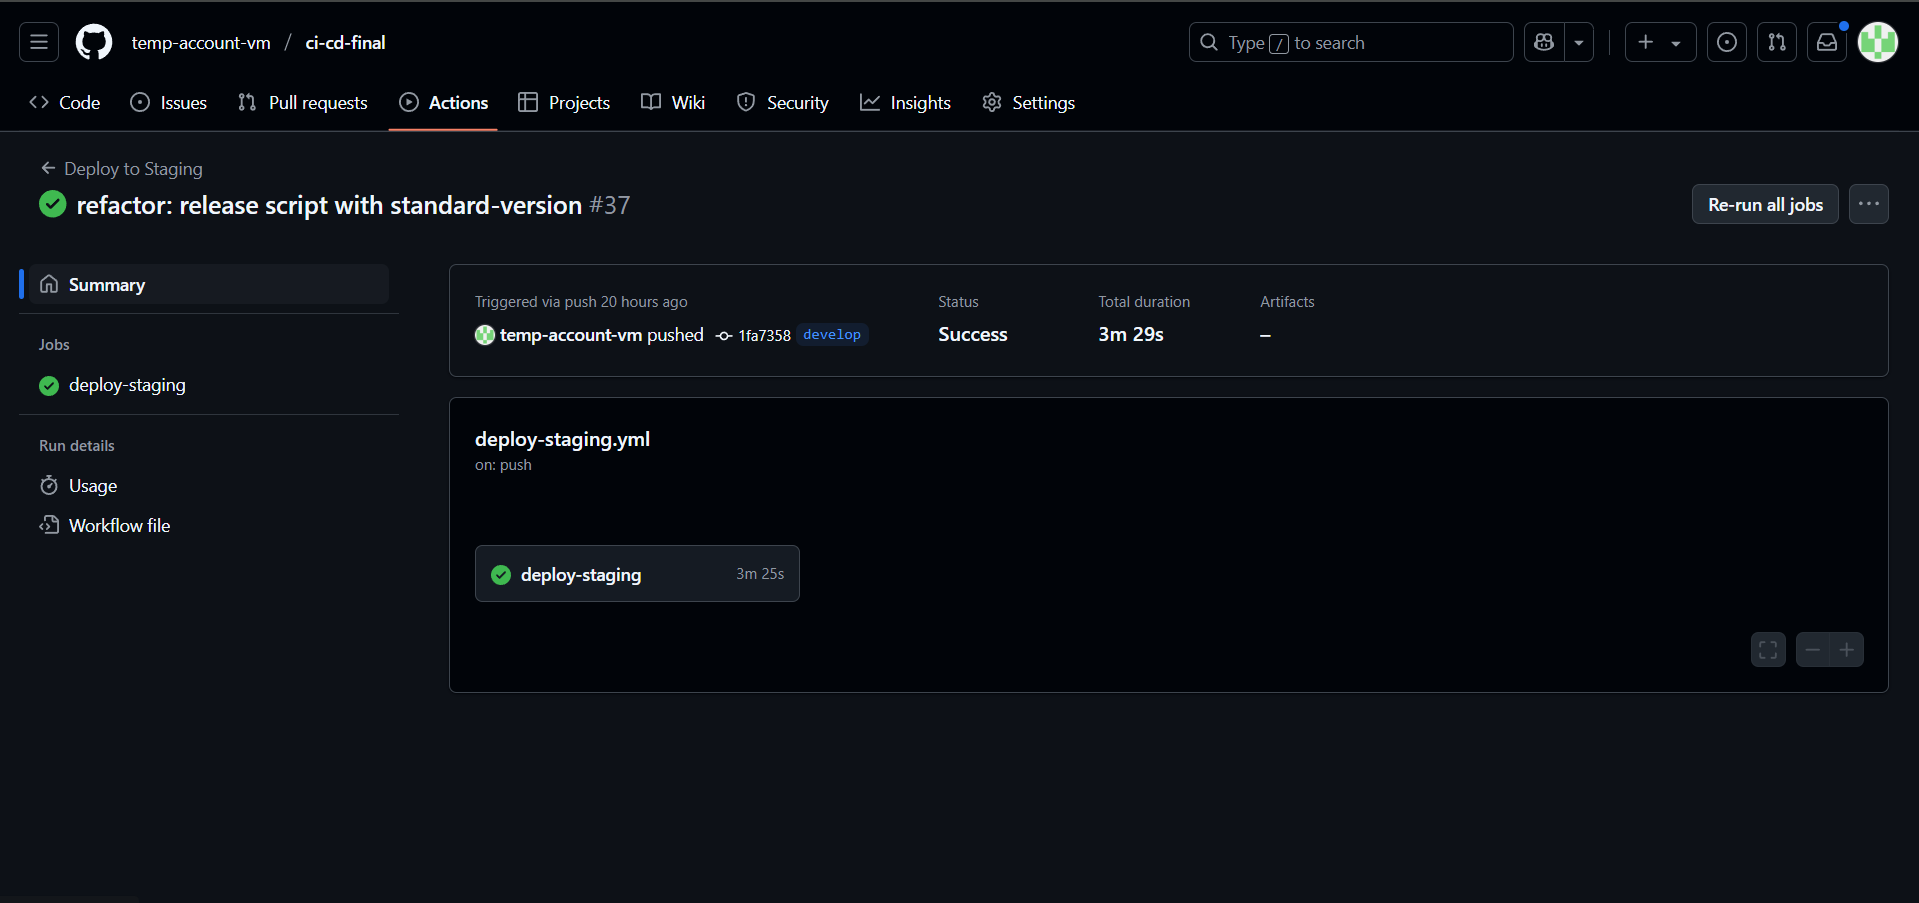 temp-account-vm / ci-cd-final
Type / to search
Code Issues Pull requests Actions Projects Wiki Security Insights Settings
Deploy to Staging
refactor: release script with standard-version #37
Re-run all jobs
Summary
Jobs
deploy-staging
Run details
Usage
Workflow file
Triggered via push 20 hours ago
temp-account-vm pushed 1fa7358 develop
Status
Success
Total duration
3m 29s
Artifacts
–
deploy-staging.yml
on: push
deploy-staging 3m 25s